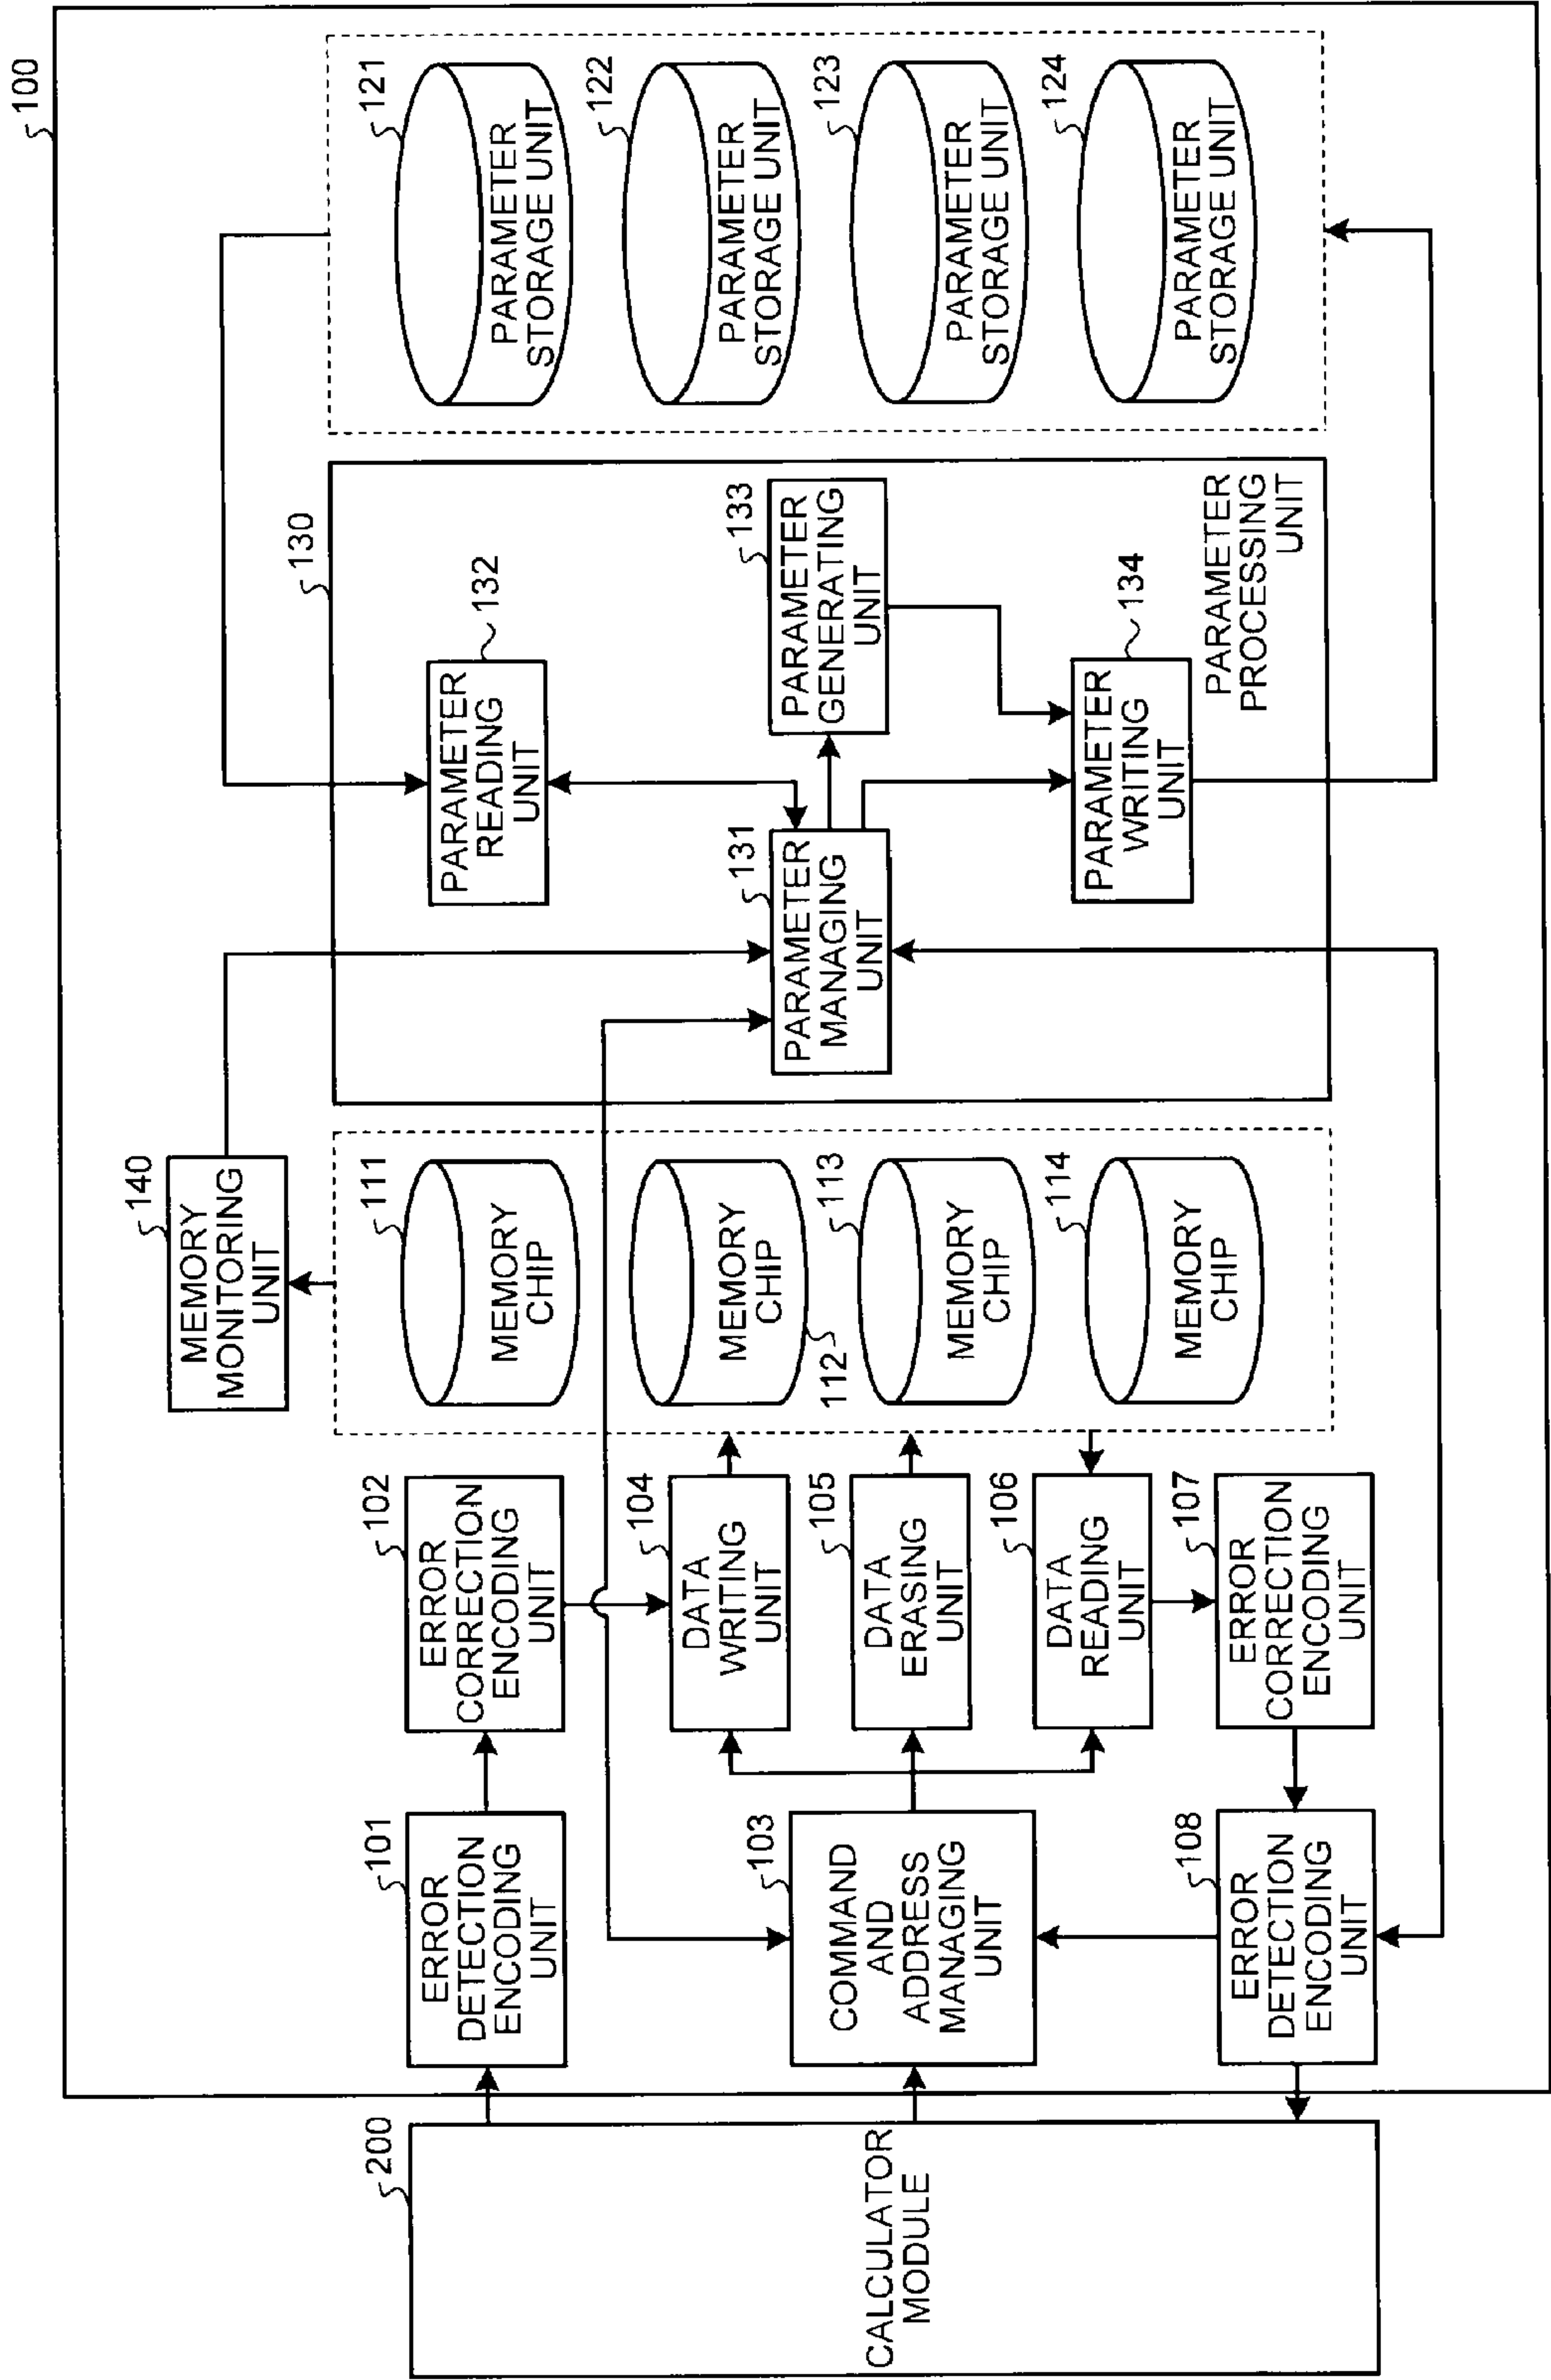 100
200
CALCULATOR
MODULE
101
ERROR
DETECTION
ENCODING
UNIT
102
ERROR
CORRECTION
ENCODING
UNIT
103
COMMAND
AND
ADDRESS
MANAGING
UNIT
104
DATA
WRITING
UNIT
105
DATA
ERASING
UNIT
106
DATA
READING
UNIT
107
ERROR
CORRECTION
ENCODING
UNIT
108
ERROR
DETECTION
ENCODING
UNIT
140
MEMORY
MONITORING
UNIT
111
MEMORY
CHIP
112
MEMORY
CHIP
113
MEMORY
CHIP
114
MEMORY
CHIP
130
131
PARAMETER
MANAGING
UNIT
132
PARAMETER
READING
UNIT
133
PARAMETER
GENERATING
UNIT
134
PARAMETER
WRITING
UNIT
PARAMETER
PROCESSING
UNIT
121
PARAMETER
STORAGE UNIT
122
PARAMETER
STORAGE UNIT
123
PARAMETER
STORAGE UNIT
124
PARAMETER
STORAGE UNIT